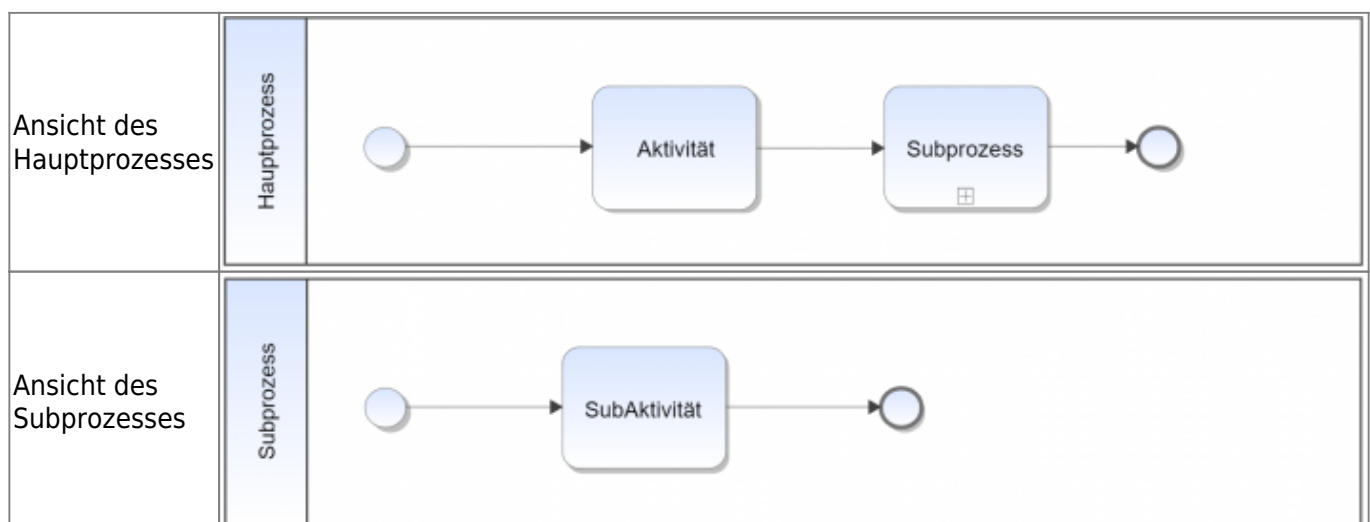 Ansicht des
Hauptprozesses
Hauptprozess
Aktivität
Subprozess
Ansicht des
Subprozesses
Subprozess
SubAktivität